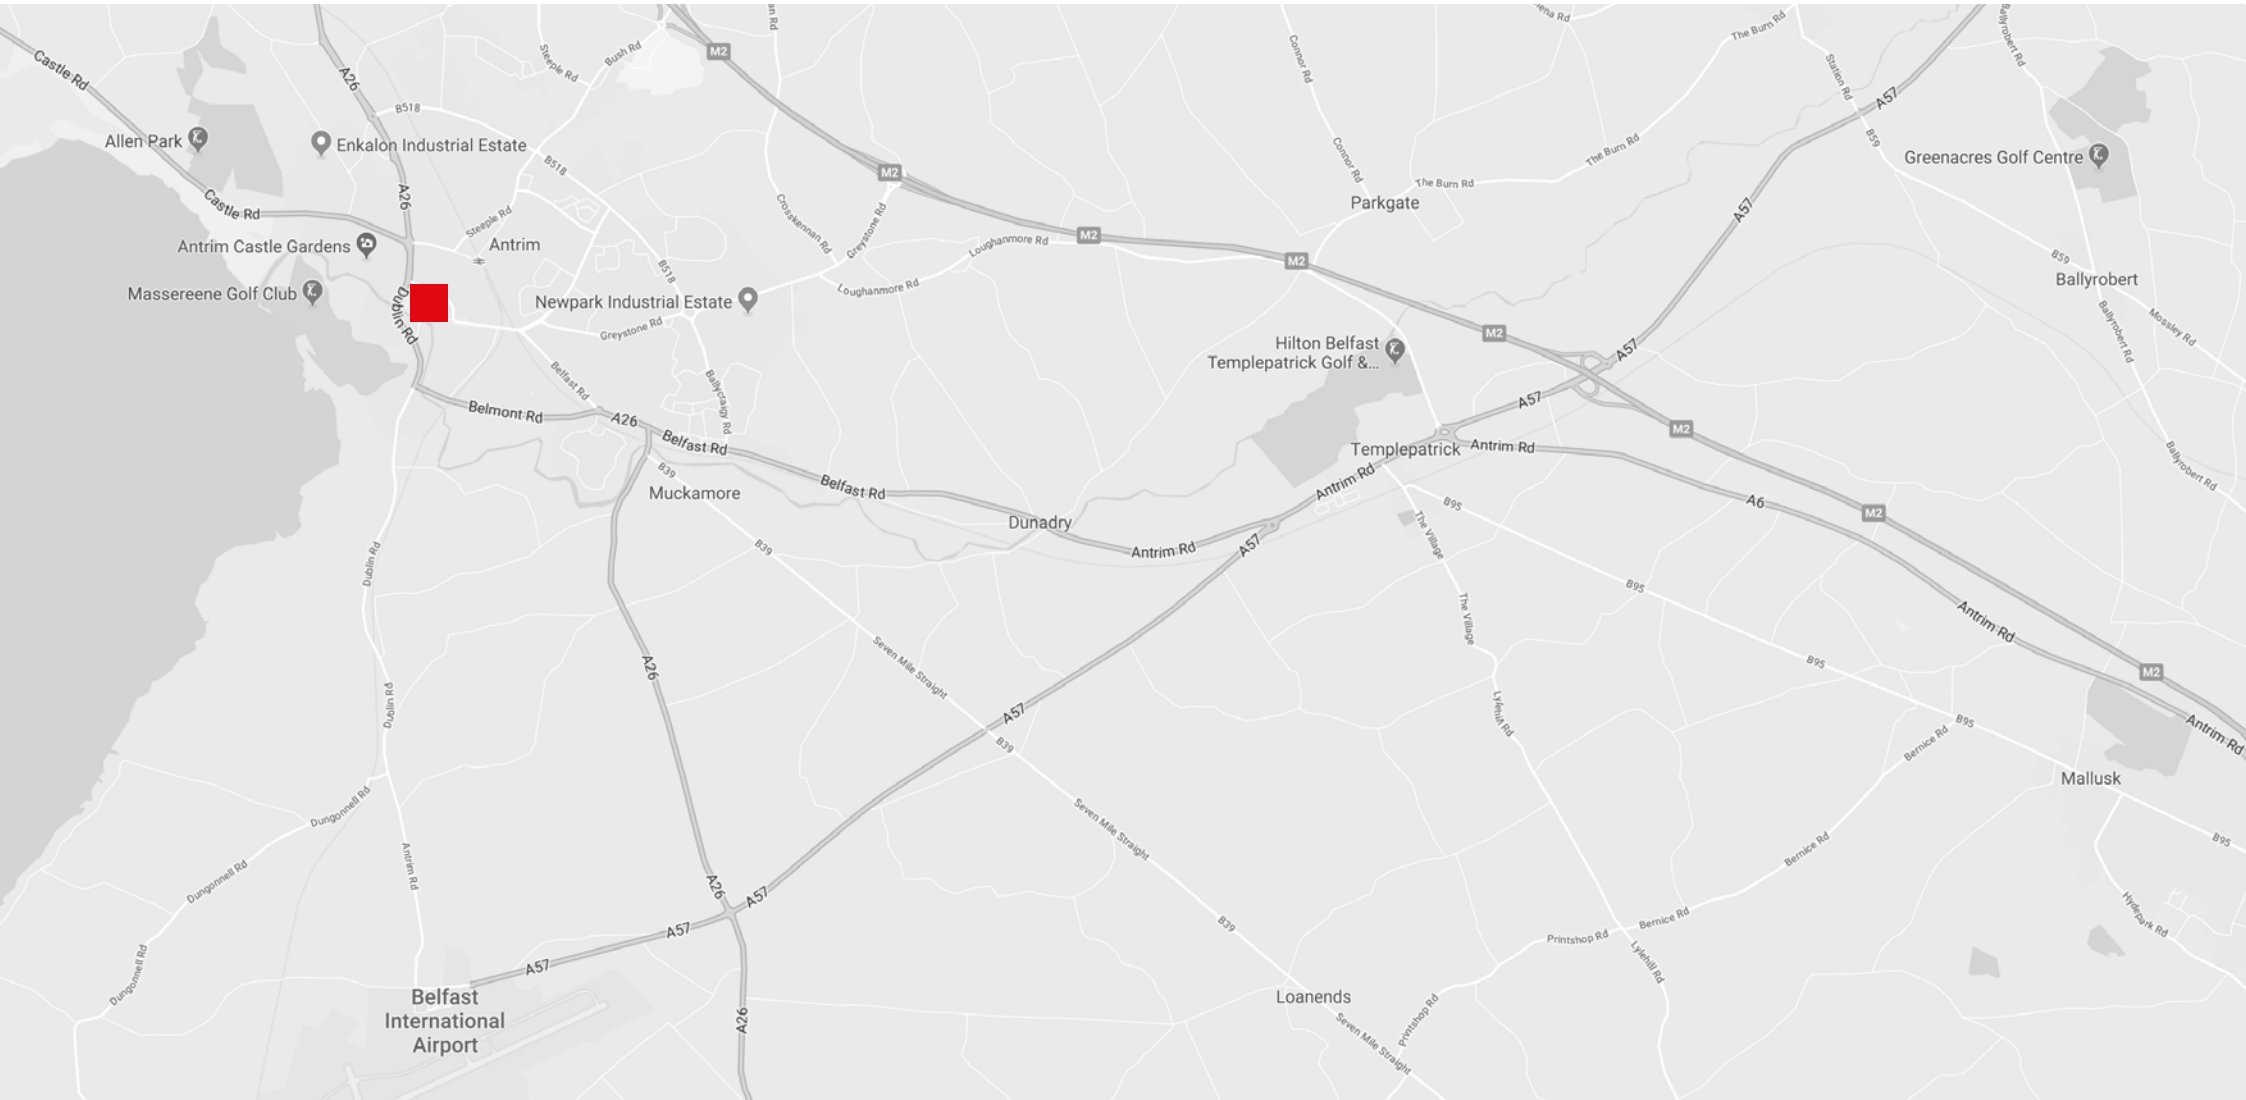 an Rd
ena Rd
Ballyrobert Rd
The Burn Rd
Castle Rd
A26
Steeple Rd
Bush Rd
M2
Connor Rd
Station Rd
A57
B518
Allen Park
Enkalon Industrial Estate
B518
M2
Connor Rd
The Burn Rd
B59
Greenacres Golf Centre
A26
Castle Rd
Steeple Rd
Crosskennan Rd
Greystone Rd
The Burn Rd
Parkgate
A57
Antrim Castle Gardens
Antrim
Loughanmore Rd
M2
M2
B59
Ballyrobert
Massereene Golf Club
B518
Newpark Industrial Estate
Loughanmore Rd
Dublin Rd
Greystone Rd
M2
Mossley Rd
Ballyrobert Rd
Hilton Belfast
Templepatrick Golf &...
A57
Belfast Rd
Ballycraigy Rd
A57
Belmont Rd
A26
Belfast Rd
M2
Templepatrick
Antrim Rd
B39
Muckamore
Belfast Rd
Antrim Rd
B95
A6
Ballyrobert Rd
M2
Dunadry
Antrim Rd
A57
The Village
Dublin Rd
B39
B95
The Village
Antrim Rd
A26
Seven Mile Straight
B95
M2
Dublin Rd
A57
Lylehill Rd
B39
Bernice Rd
B95
Antrim Rd
Mallusk
Dungonnell Rd
Seven Mile Straight
Bernice Rd
B95
Antrim Rd
Dungonnell Rd
A26
A57
A57
B39
Printshop Rd
Bernice Rd
Hydepark Rd
Dungonnell Rd
A57
Lylehill Rd
Belfast
International
Airport
A26
Loanends
Printshop Rd
Seven Mile Straight